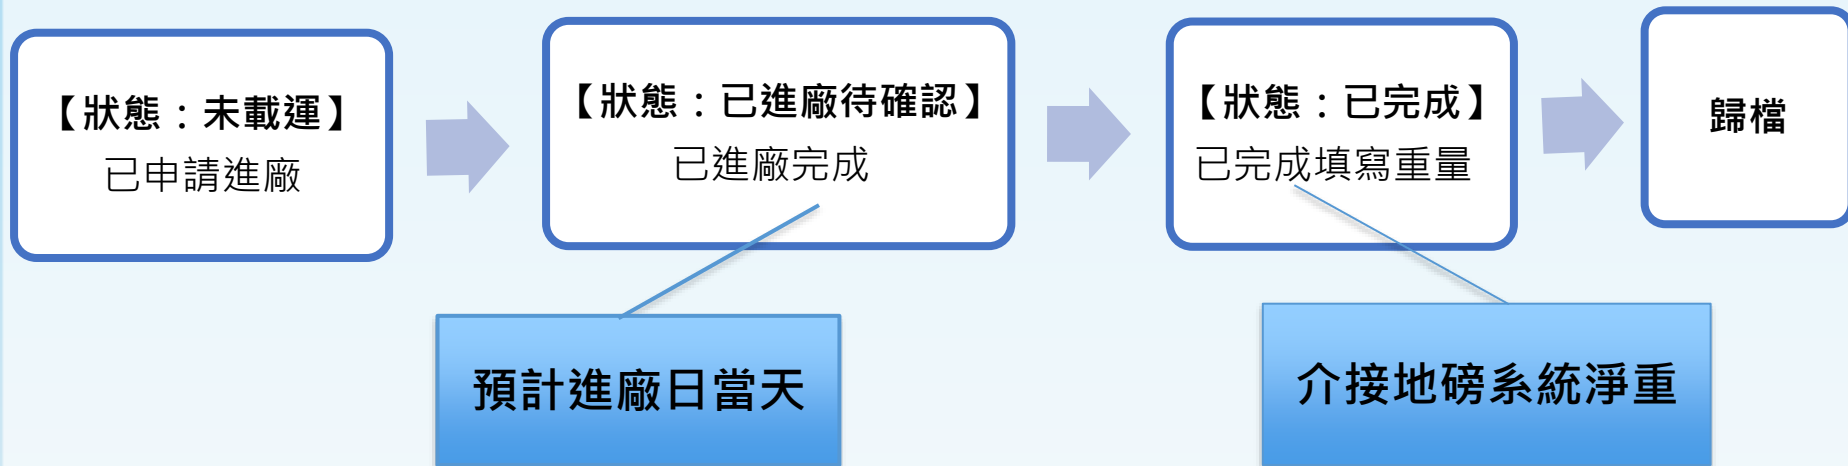 【狀態：未載運】
已申請進廠
【狀態：已進廠待確認】
已進廠完成
【狀態：已完成】
已完成填寫重量
歸檔
預計進廠日當天
介接地磅系統淨重